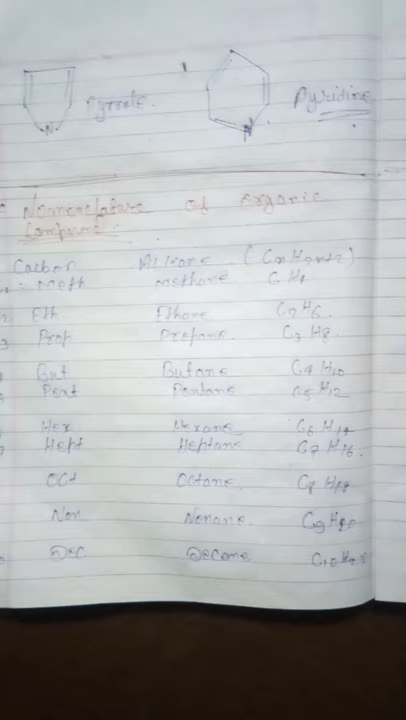 N
Pyrrole.
N
Pyridine
Nomenclature of organic
Compound:
Carbon Alkane (CnH2n+2)
Meth Methane CH4
2 Eth Ethane C2H6.
3 Prop Propane. C3H8.
But Butane C4H10
Pent Pentane C5H12
Hex Hexane C6H14
Hept Heptane C7H16.
Oct Octane. C8H18
Non Nonane. C9H20
Dec Decane C10H22